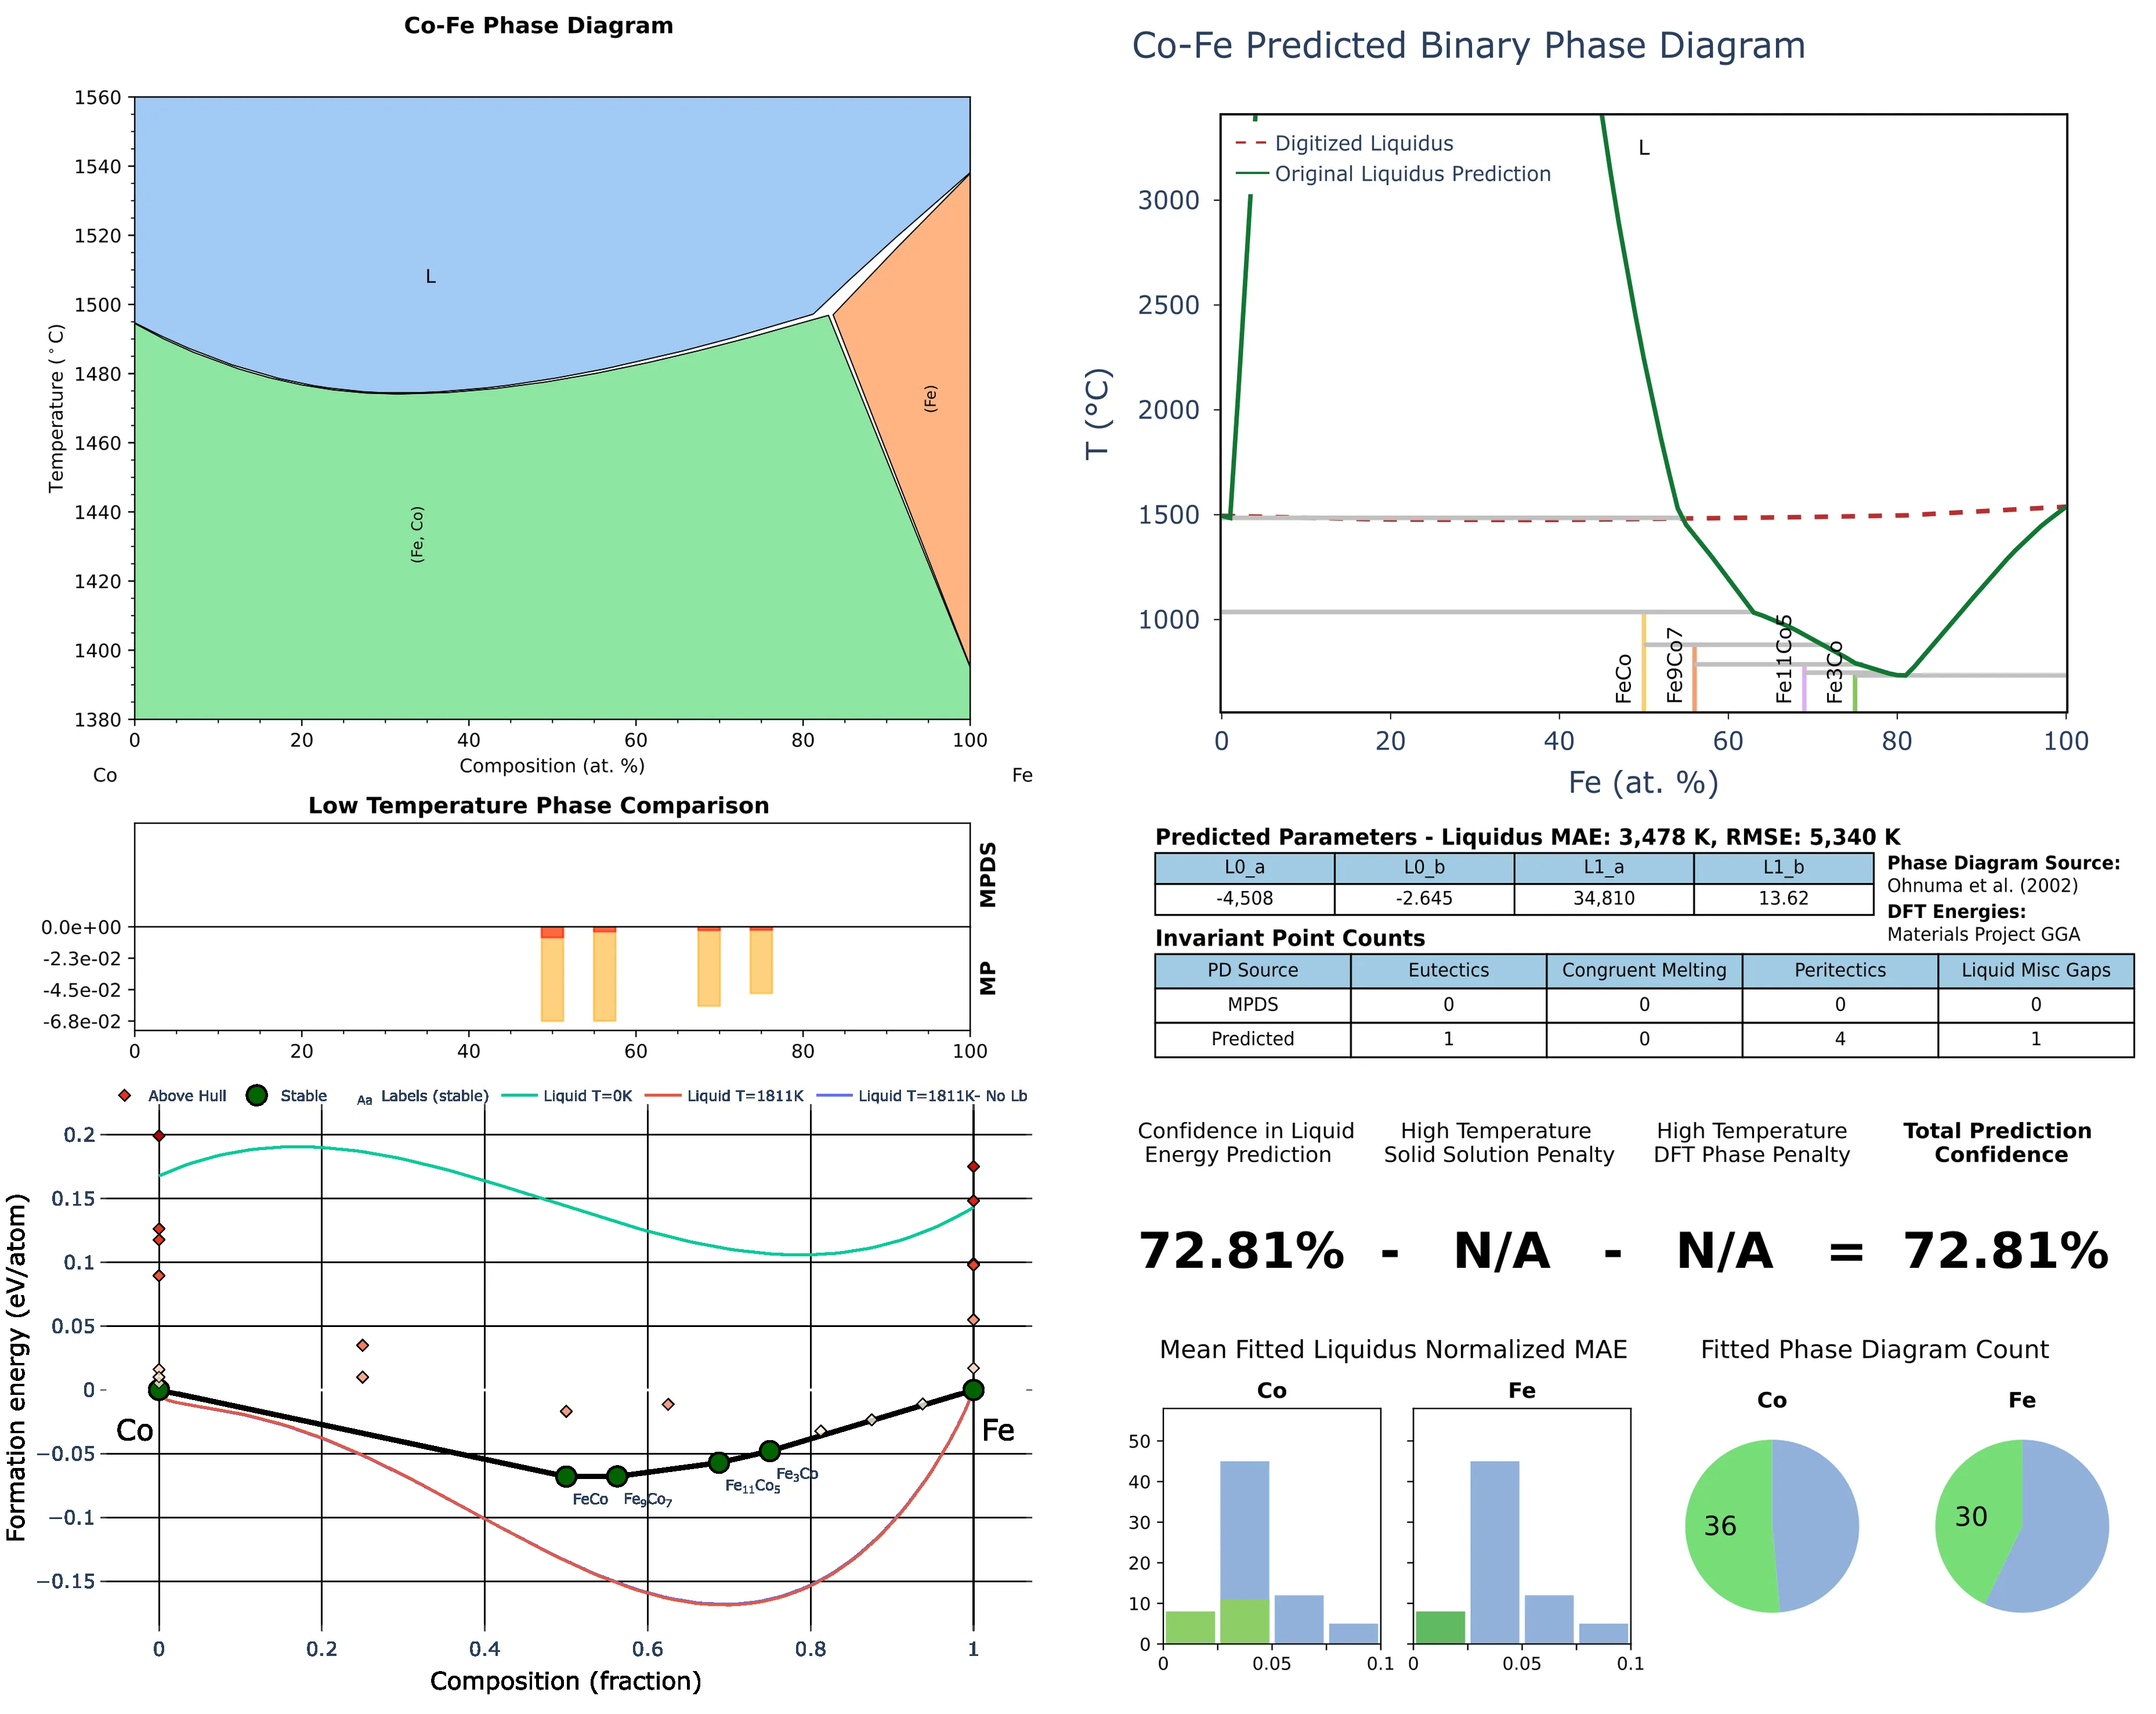 Co-Fe Phase Diagram
1560
1540
1520
1500
1480
1460
1440
1420
1400
1380
Temperature (°C)
L
(Fe)
(Fe, Co)
0 20 40 60 80 100
Composition (at. %)
Co Fe
Low Temperature Phase Comparison
0.0e+00
-2.3e-02
-4.5e-02
-6.8e-02
MPDS
MP
0 20 40 60 80 100
Above Hull Stable Aa Labels (stable) Liquid T=0K Liquid T=1811K Liquid T=1811K- No Lb
0.2
0.15
0.1
0.05
0
−0.05
−0.1
−0.15
Formation energy (eV/atom)
Co Fe
FeCo Fe9Co7 Fe11Co5 Fe3Co
0 0.2 0.4 0.6 0.8 1
Composition (fraction)
Co-Fe Predicted Binary Phase Diagram
Digitized Liquidus
Original Liquidus Prediction
L
3000
2500
2000
1500
1000
T (°C)
FeCo
Fe9Co7
Fe11Co5
Fe3Co
0 20 40 60 80 100
Fe (at. %)
Predicted Parameters - Liquidus MAE: 3,478 K, RMSE: 5,340 K
L0_a L0_b L1_a L1_b
-4,508 -2.645 34,810 13.62
Phase Diagram Source:
Ohnuma et al. (2002)
DFT Energies:
Materials Project GGA
Invariant Point Counts
PD Source Eutectics Congruent Melting Peritectics Liquid Misc Gaps
MPDS 0 0 0 0
Predicted 1 0 4 1
Confidence in Liquid
Energy Prediction
High Temperature
Solid Solution Penalty
High Temperature
DFT Phase Penalty
Total Prediction
Confidence
72.81% - N/A - N/A = 72.81%
Mean Fitted Liquidus Normalized MAE
Co Fe
50
40
30
20
10
0
0 0.05 0.1 0 0.05 0.1
Fitted Phase Diagram Count
Co Fe
36 30